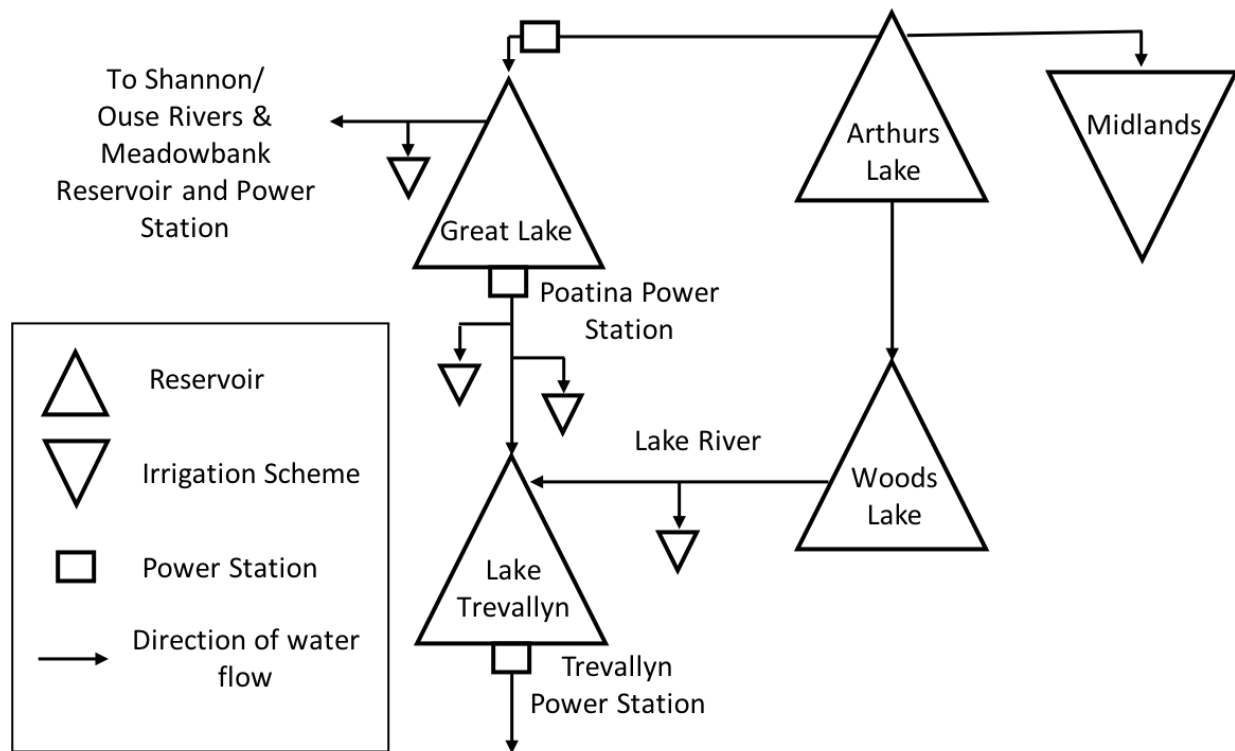 To Shannon/
Ouse Rivers &
Meadowbank
Reservoir and Power
Station
Arthurs
Lake
Midlands
Great Lake
Poatina Power
Station
Reservoir
Irrigation Scheme
Power Station
Direction of water
flow
Lake River
Woods
Lake
Lake
Trevallyn
Trevallyn
Power Station